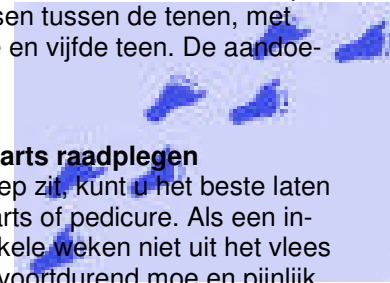 sen tussen de tenen, met
e en vijfde teen. De aandoe-
arts raadplegen
ep zit, kunt u het beste laten
arts of pedicure. Als een in-
kele weken niet uit het vlees
voortdurend moe en pijnlijk